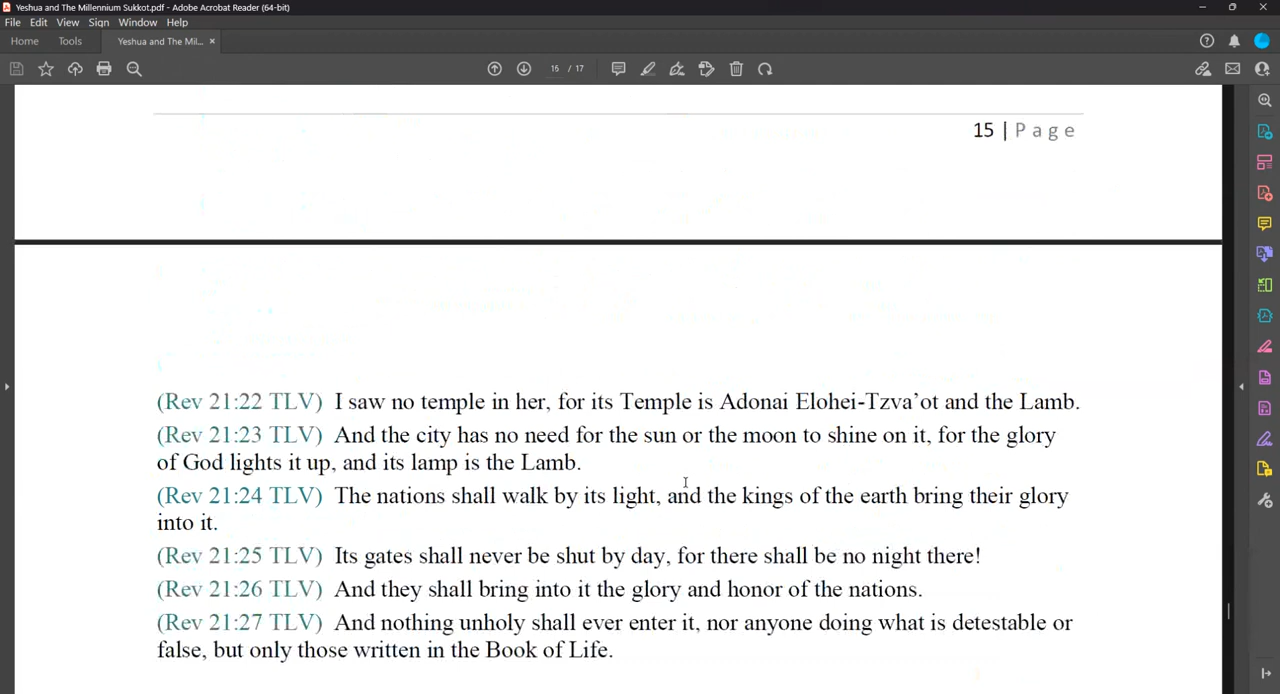 Yeshua and The Millennium Sukkot.pdf - Adobe Acrobat Reader (64-bit)
File Edit View Sign Window Help
Home Tools Yeshua and The Mil... ×
16 / 17
15 | Page
(Rev 21:22 TLV) I saw no temple in her, for its Temple is Adonai Elohei-Tzva’ot and the Lamb.
(Rev 21:23 TLV) And the city has no need for the sun or the moon to shine on it, for the glory
of God lights it up, and its lamp is the Lamb.
(Rev 21:24 TLV) The nations shall walk by its light, and the kings of the earth bring their glory
into it.
(Rev 21:25 TLV) Its gates shall never be shut by day, for there shall be no night there!
(Rev 21:26 TLV) And they shall bring into it the glory and honor of the nations.
(Rev 21:27 TLV) And nothing unholy shall ever enter it, nor anyone doing what is detestable or
false, but only those written in the Book of Life.